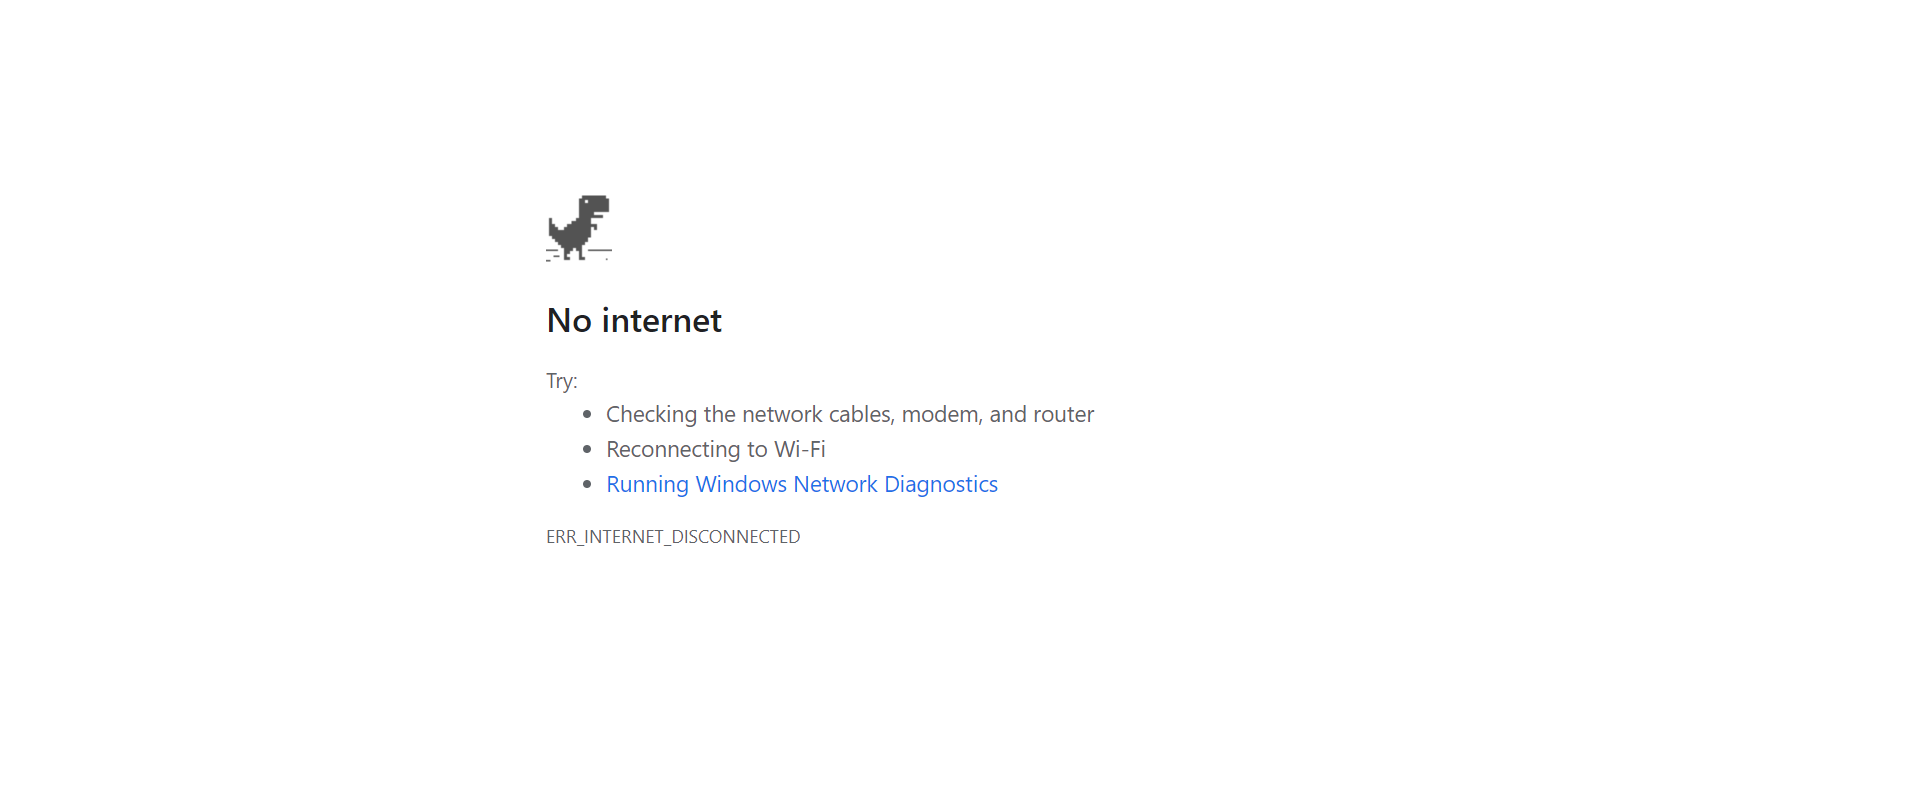 No internet
Try:
Checking the network cables, modem, and router
Reconnecting to Wi-Fi
Running Windows Network Diagnostics
ERR_INTERNET_DISCONNECTED